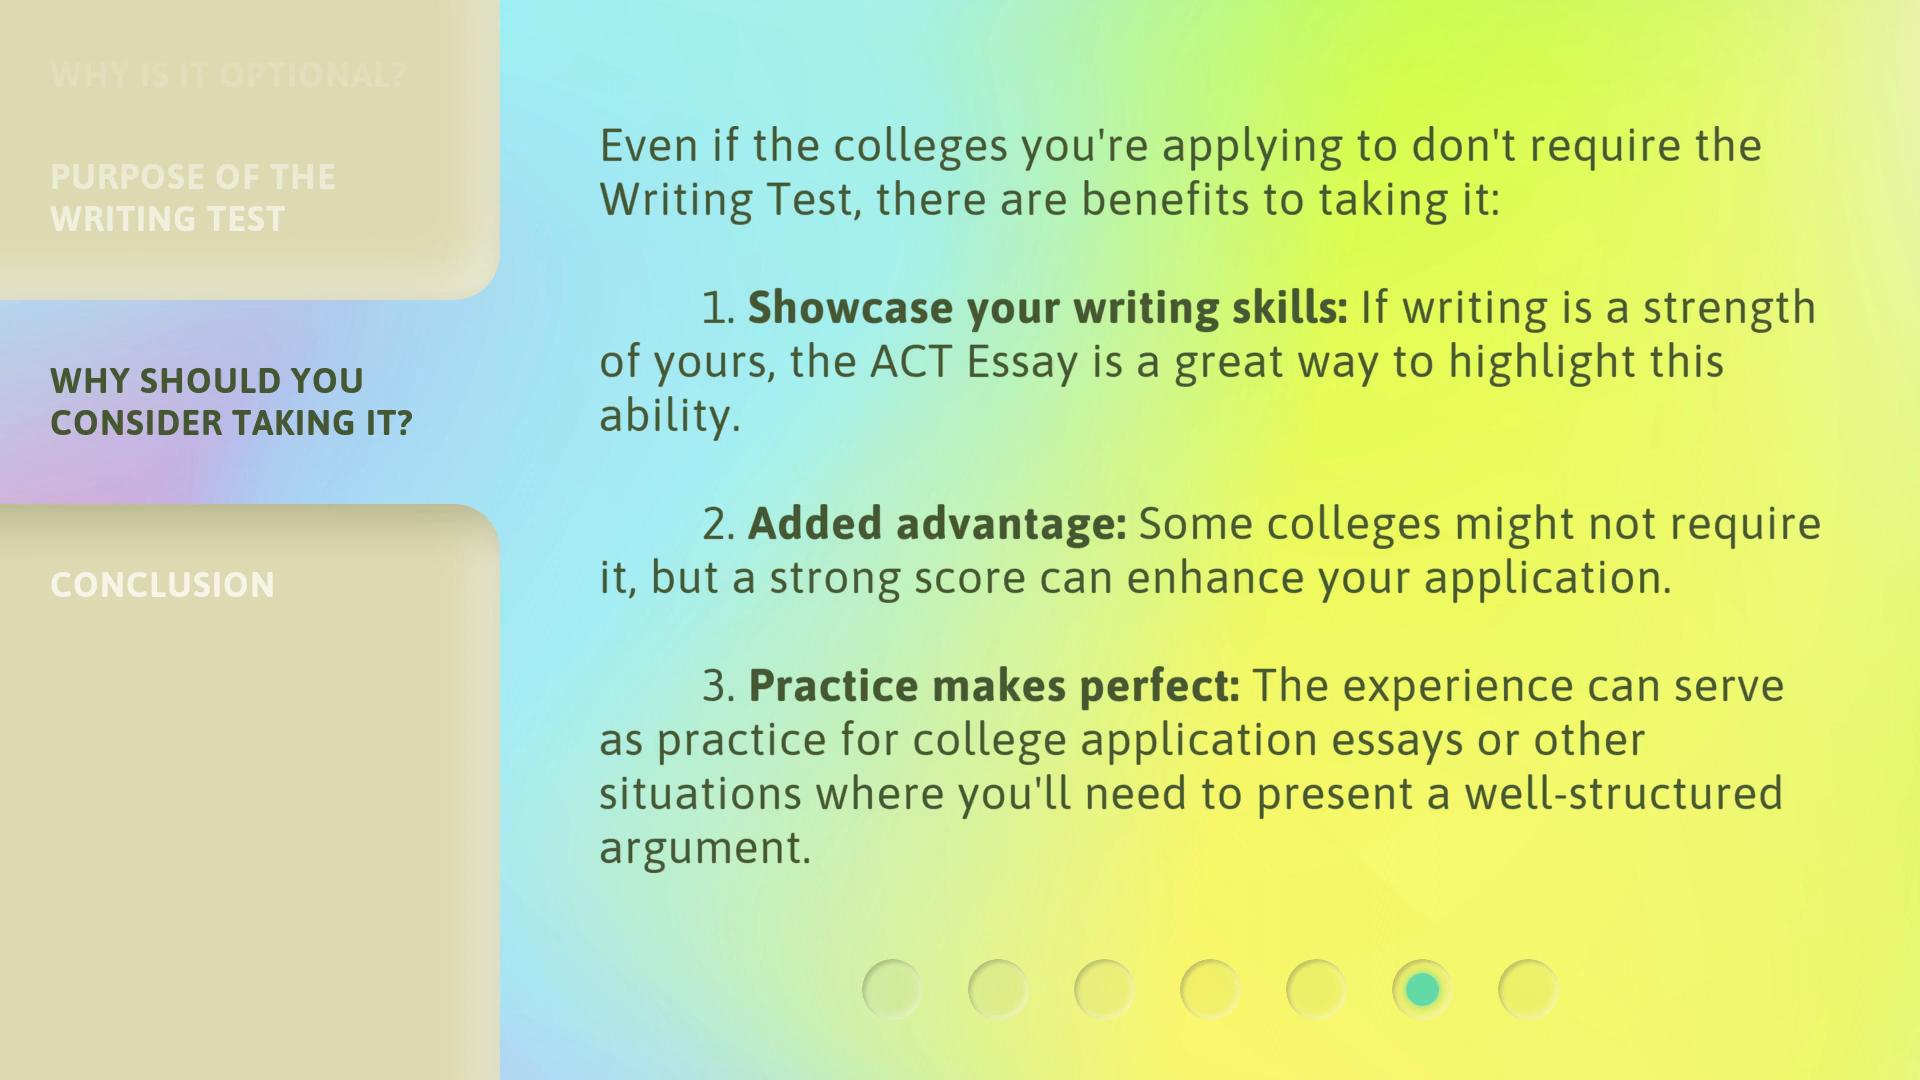 WHY IS IT OPTIONAL?
PURPOSE OF THE
WRITING TEST
WHY SHOULD YOU
CONSIDER TAKING IT?
CONCLUSION
Even if the colleges you're applying to don't require the
Writing Test, there are benefits to taking it:
1. Showcase your writing skills: If writing is a strength
of yours, the ACT Essay is a great way to highlight this
ability.
2. Added advantage: Some colleges might not require
it, but a strong score can enhance your application.
3. Practice makes perfect: The experience can serve
as practice for college application essays or other
situations where you'll need to present a well-structured
argument.